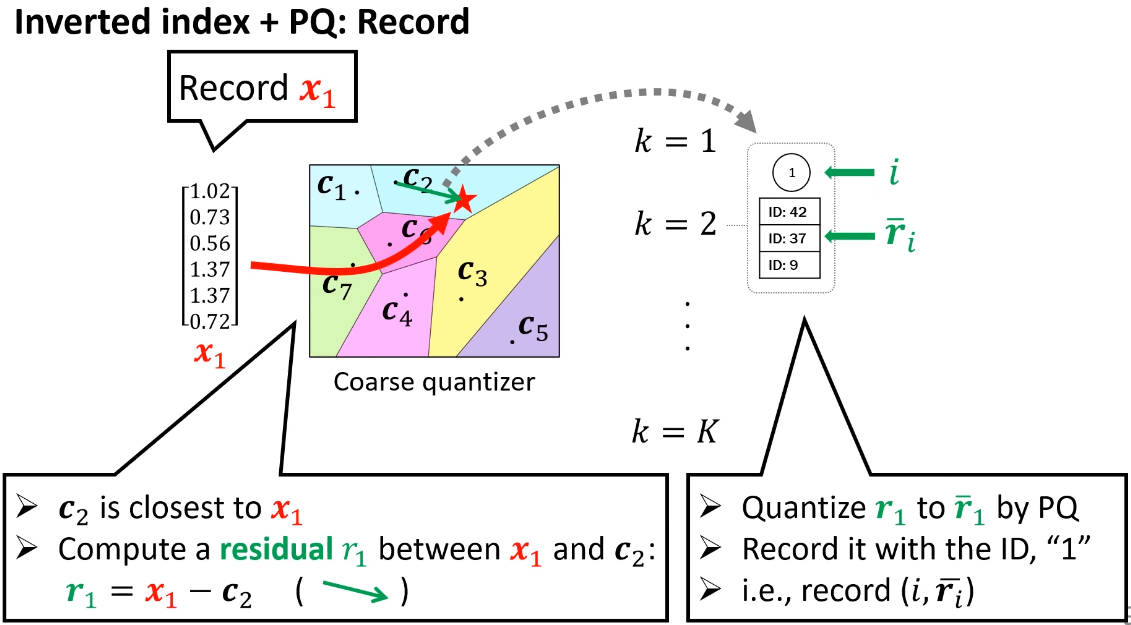 Inverted index + PQ: Record
Record x₁
1.02
0.73
0.56
1.37
1.37
0.72
x₁
c₁
c₂
c₆
c₇
c₄
c₃
c₅
Coarse quantizer
k = 1
k = 2
⋮
k = K
1
ID: 42
ID: 37
ID: 9
i
r̄ᵢ
➢ c₂ is closest to x₁
➢ Compute a residual r₁ between x₁ and c₂:
r₁ = x₁ − c₂ ( )
➢ Quantize r₁ to r̄₁ by PQ
➢ Record it with the ID, “1”
➢ i.e., record (i, r̄ᵢ)